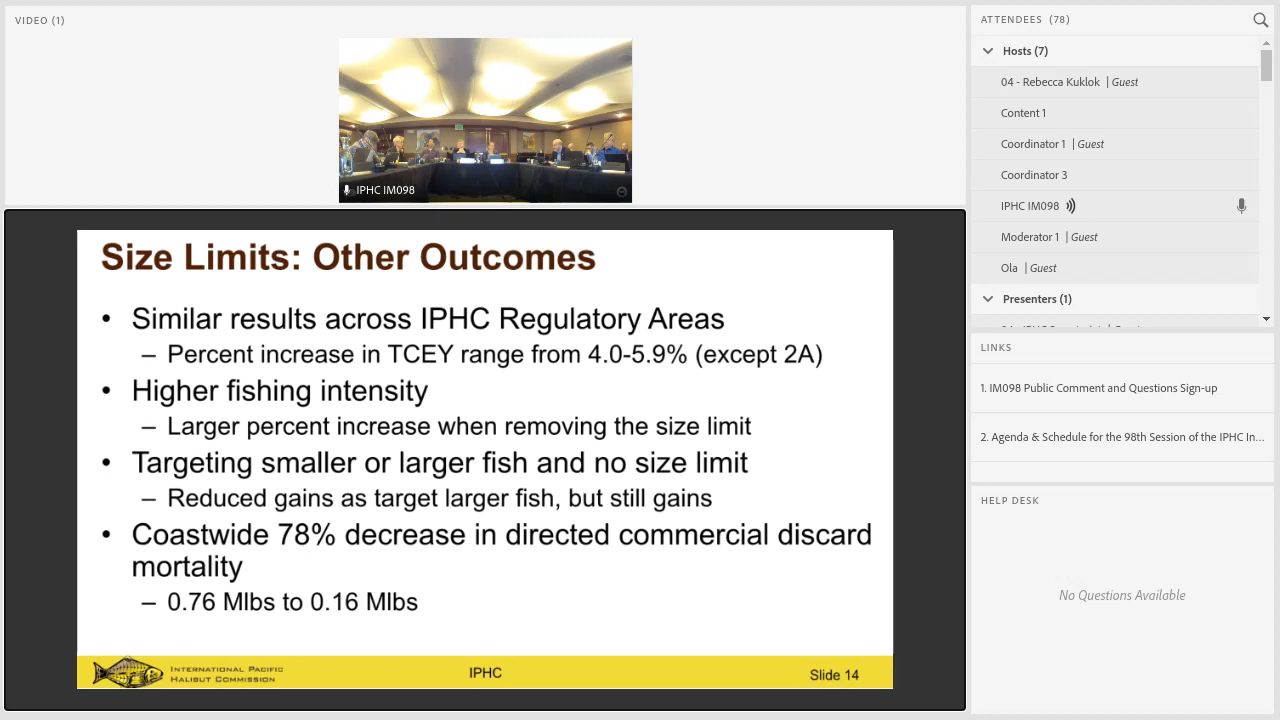 VIDEO (1)
IPHC IM098
Size Limits: Other Outcomes
• Similar results across IPHC Regulatory Areas
– Percent increase in TCEY range from 4.0-5.9% (except 2A)
• Higher fishing intensity
– Larger percent increase when removing the size limit
• Targeting smaller or larger fish and no size limit
– Reduced gains as target larger fish, but still gains
• Coastwide 78% decrease in directed commercial discard
mortality
– 0.76 Mlbs to 0.16 Mlbs
INTERNATIONAL PACIFIC
HALIBUT COMMISSION
IPHC
Slide 14
ATTENDEES (78)
Hosts (7)
04 - Rebecca Kuklok | Guest
Content 1
Coordinator 1 | Guest
Coordinator 3
IPHC IM098
Moderator 1 | Guest
Ola | Guest
Presenters (1)
LINKS
1. IM098 Public Comment and Questions Sign-up
2. Agenda & Schedule for the 98th Session of the IPHC In...
HELP DESK
No Questions Available